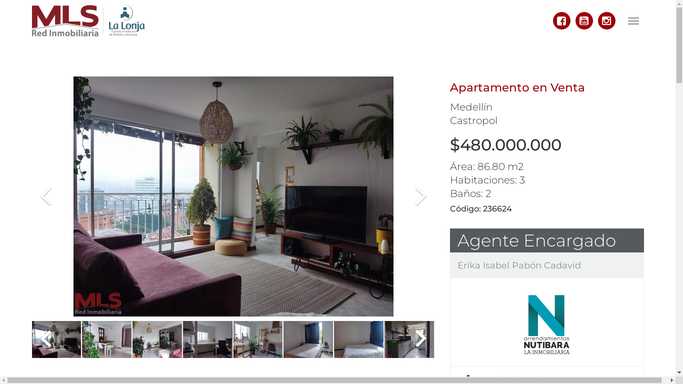 MLS
Red Inmobiliaria
La Lonja
Apartamento en Venta
Medellín
Castropol
$480.000.000
Área: 86.80 m2
Habitaciones: 3
Baños: 2
Código: 236624
MLS
Red Inmobiliaria
Agente Encargado
Erika Isabel Pabón Cadavid
N
arrendamientos
NUTIBARA
LA INMOBILIARIA